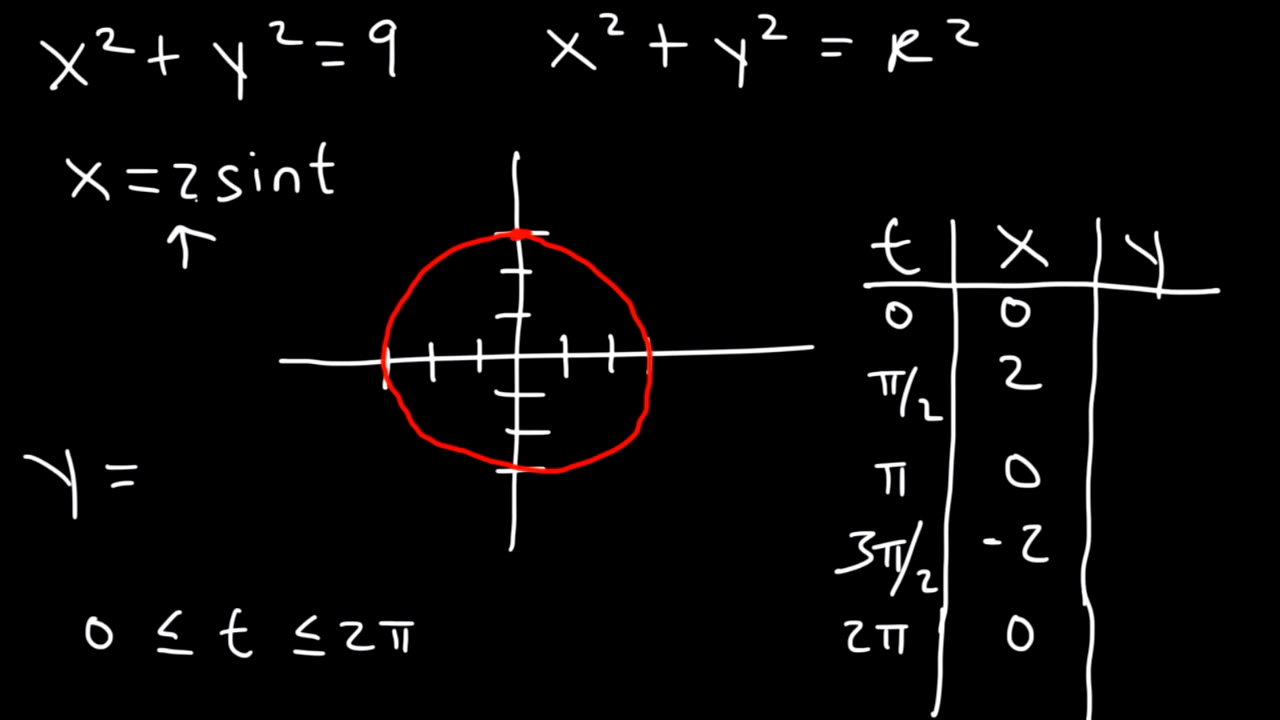 x² + y² = 9
x² + y² = R²
x = 2 sin t
↑
y =
0 ≤ t ≤ 2π
t x y
0 0
π/2 2
π 0
3π/2 -2
2π 0